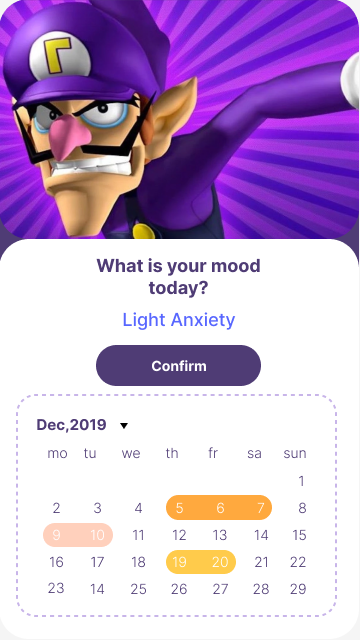 What is your mood
today?
Light Anxiety
Confirm
Dec,2019
mo tu we th fr sa sun
1
2 3 4 5 6 7 8
9 10 11 12 13 14 15
16 17 18 19 20 21 22
23 14 25 26 27 28 29